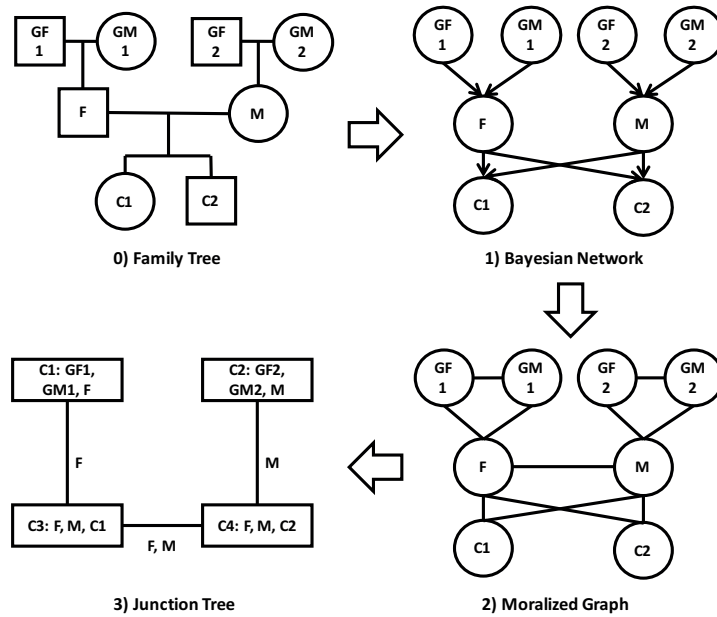 GF
1
GM
1
GF
2
GM
2
F
M
C1
C2
0) Family Tree
GF
1
GM
1
GF
2
GM
2
F
M
C1
C2
1) Bayesian Network
C1: GF1,
GM1, F
C2: GF2,
GM2, M
F
M
C3: F, M, C1
F, M
C4: F, M, C2
3) Junction Tree
GF
1
GM
1
GF
2
GM
2
F
M
C1
C2
2) Moralized Graph